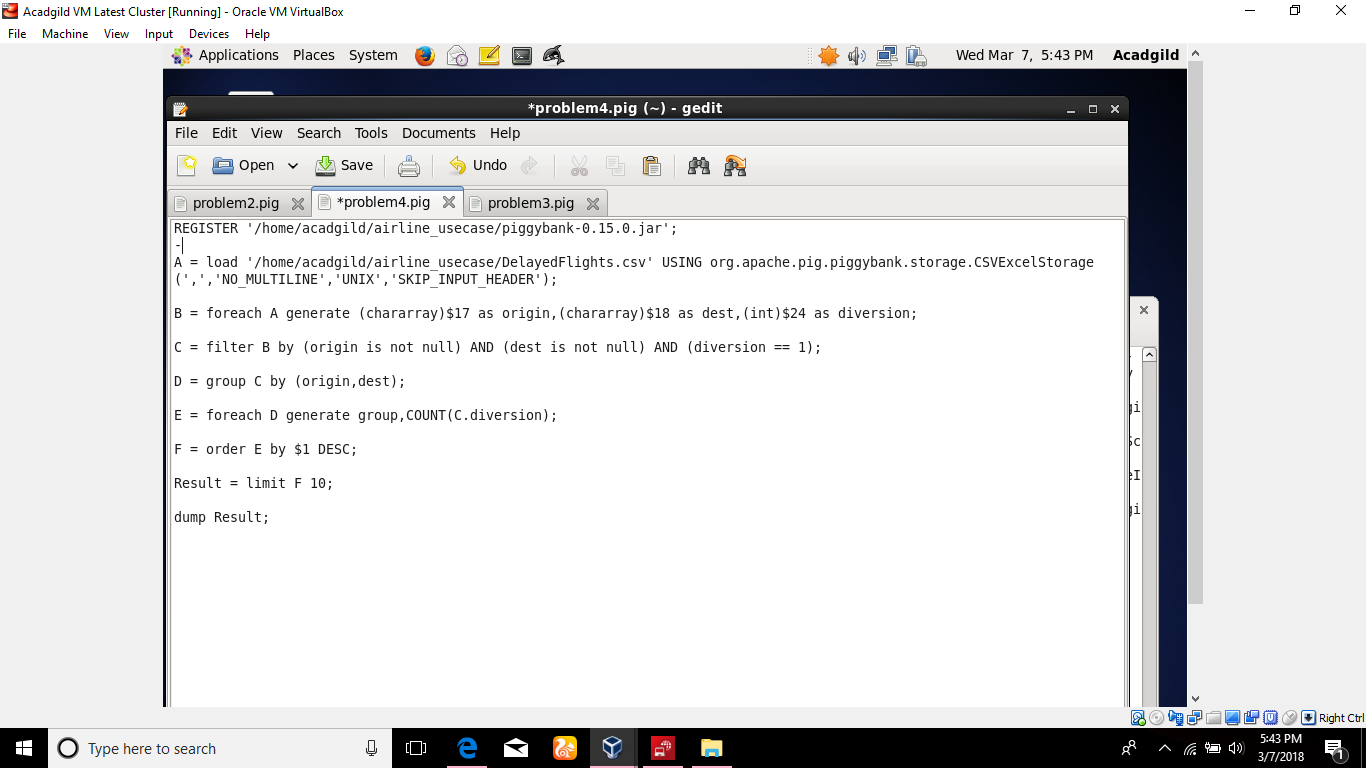 Acadgild VM Latest Cluster [Running] - Oracle VM VirtualBox
File Machine View Input Devices Help
Applications Places System Wed Mar 7, 5:43 PM Acadgild
*problem4.pig (~) - gedit
File Edit View Search Tools Documents Help
Open Save Undo
problem2.pig *problem4.pig problem3.pig
REGISTER '/home/acadgild/airline_usecase/piggybank-0.15.0.jar';
-
A = load '/home/acadgild/airline_usecase/DelayedFlights.csv' USING org.apache.pig.piggybank.storage.CSVExcelStorage
(',','NO_MULTILINE','UNIX','SKIP_INPUT_HEADER');
B = foreach A generate (chararray)$17 as origin,(chararray)$18 as dest,(int)$24 as diversion;
C = filter B by (origin is not null) AND (dest is not null) AND (diversion == 1);
D = group C by (origin,dest);
E = foreach D generate group,COUNT(C.diversion);
F = order E by $1 DESC;
Result = limit F 10;
dump Result;
gi
Sc
eI
gi
Right Ctrl
Type here to search
5:43 PM
3/7/2018
1